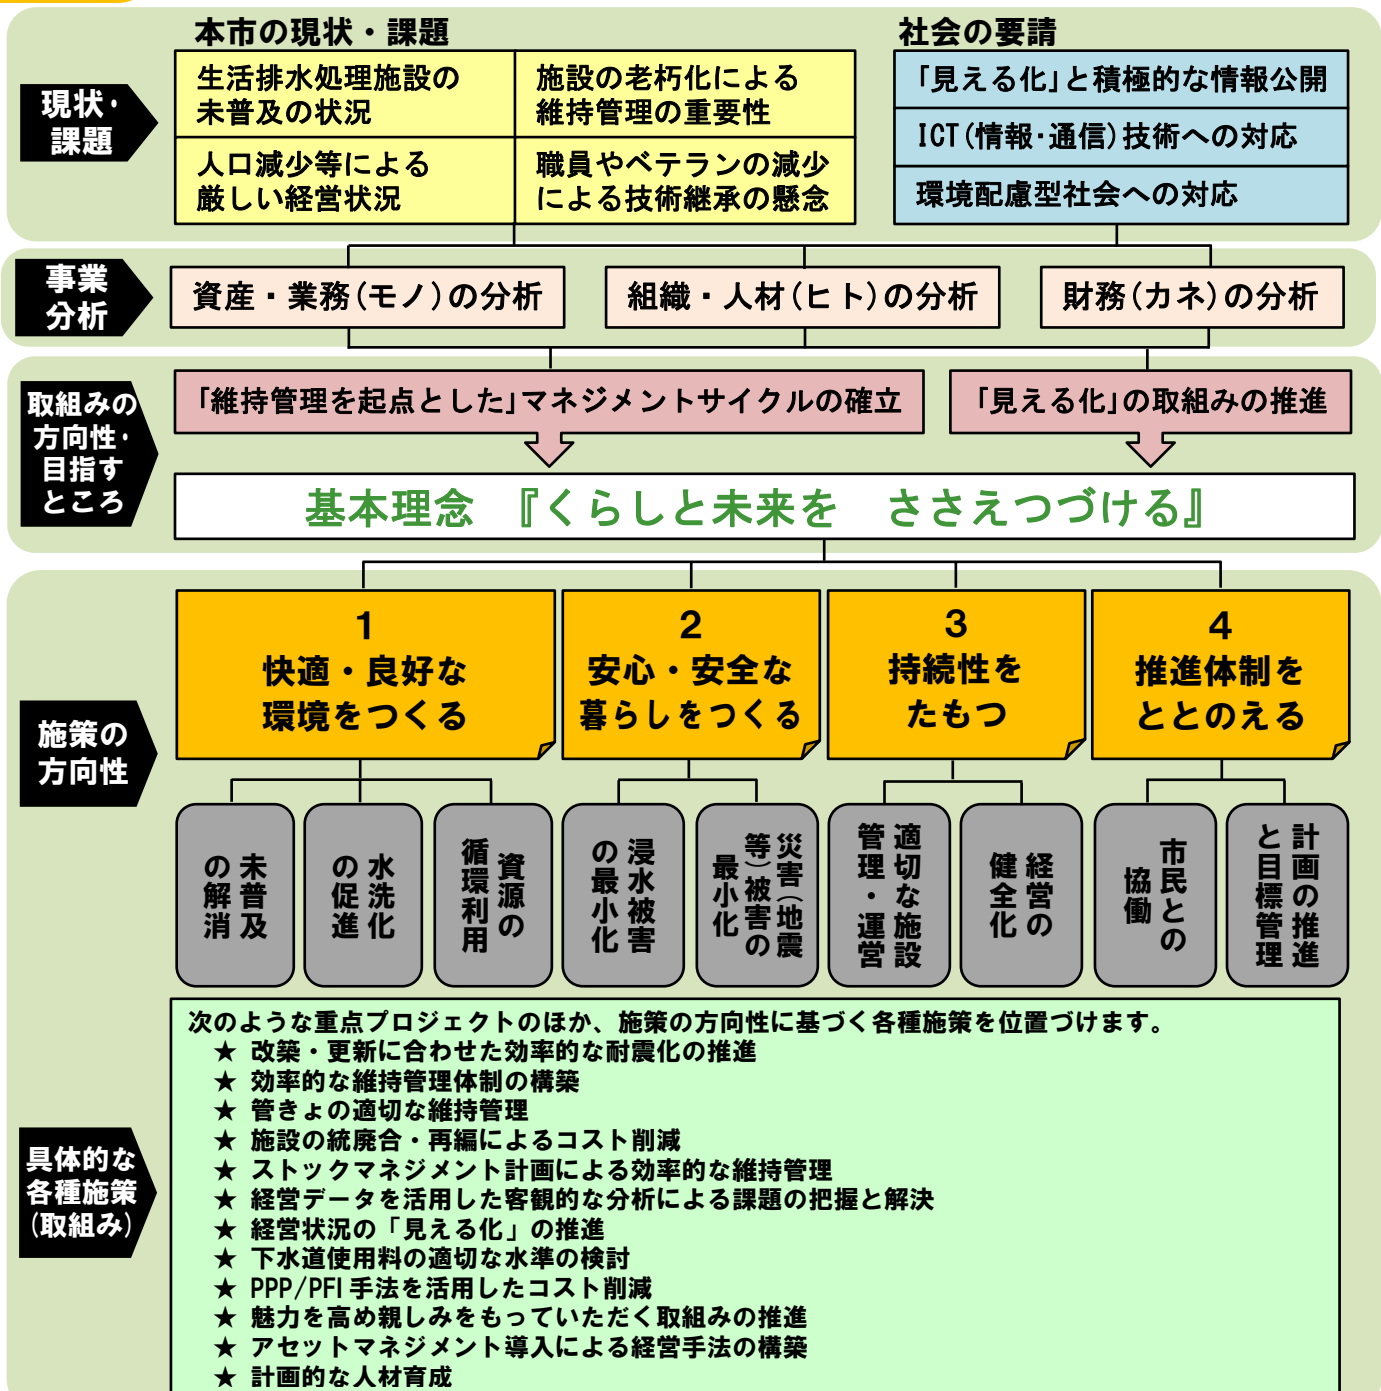 本市の現状・課題
社会の要請
現状・
課題
生活排水処理施設の
未普及の状況
施設の老朽化による
維持管理の重要性
人口減少等による
厳しい経営状況
職員やベテランの減少
による技術継承の懸念
「見える化」と積極的な情報公開
ICT(情報・通信)技術への対応
環境配慮型社会への対応
事業
分析
資産・業務(モノ)の分析
組織・人材(ヒト)の分析
財務(カネ)の分析
取組みの
方向性・
目指す
ところ
「維持管理を起点とした」マネジメントサイクルの確立
「見える化」の取組みの推進
基本理念 『くらしと未来を ささえつづける』
施策の
方向性
1
快適・良好な
環境をつくる
2
安心・安全な
暮らしをつくる
3
持続性を
たもつ
4
推進体制を
ととのえる
未普及
の解消
水洗化
の促進
資源の
循環利用
浸水被害
の最小化
災害(地震
等)被害の
最小化
適切な施設
管理・運営
経営の
健全化
市民との
協働
計画の推進
と目標管理
具体的な
各種施策
(取組み)
次のような重点プロジェクトのほか、施策の方向性に基づく各種施策を位置づけます。
★ 改築・更新に合わせた効率的な耐震化の推進
★ 効率的な維持管理体制の構築
★ 管きょの適切な維持管理
★ 施設の統廃合・再編によるコスト削減
★ ストックマネジメント計画による効率的な維持管理
★ 経営データを活用した客観的な分析による課題の把握と解決
★ 経営状況の「見える化」の推進
★ 下水道使用料の適切な水準の検討
★ PPP/PFI 手法を活用したコスト削減
★ 魅力を高め親しみをもっていただく取組みの推進
★ アセットマネジメント導入による経営手法の構築
★ 計画的な人材育成